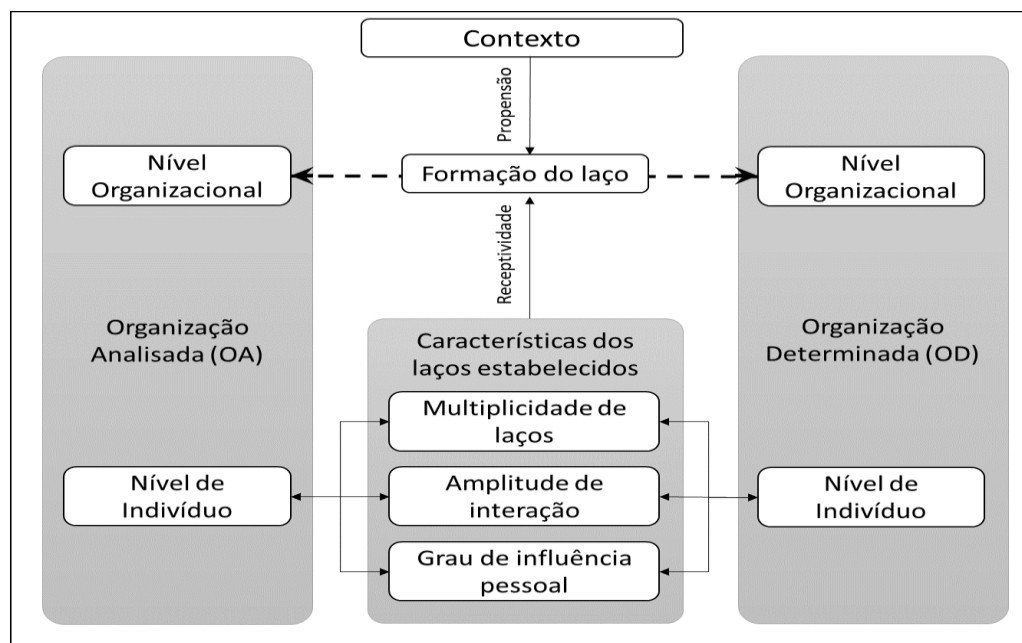 Contexto
Propensão
Nível
Organizacional
Formação do laço
Nível
Organizacional
Receptividade
Organização
Analisada (OA)
Características dos
laços estabelecidos
Organização
Determinada (OD)
Multiplicidade de
laços
Nível de
Indivíduo
Amplitude de
interação
Nível de
Indivíduo
Grau de influência
pessoal